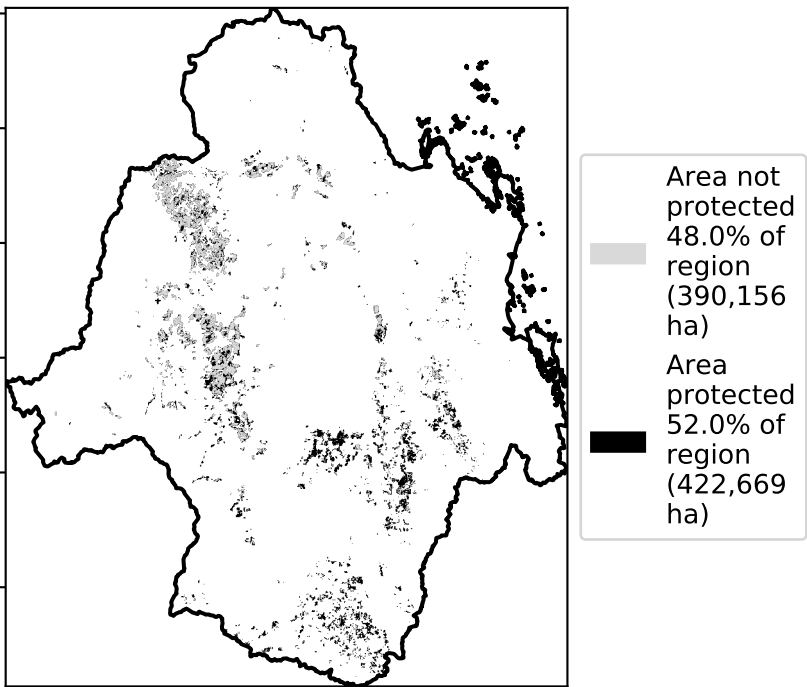 Area not
protected
48.0% of
region
(390,156
ha)
Area
protected
52.0% of
region
(422,669
ha)